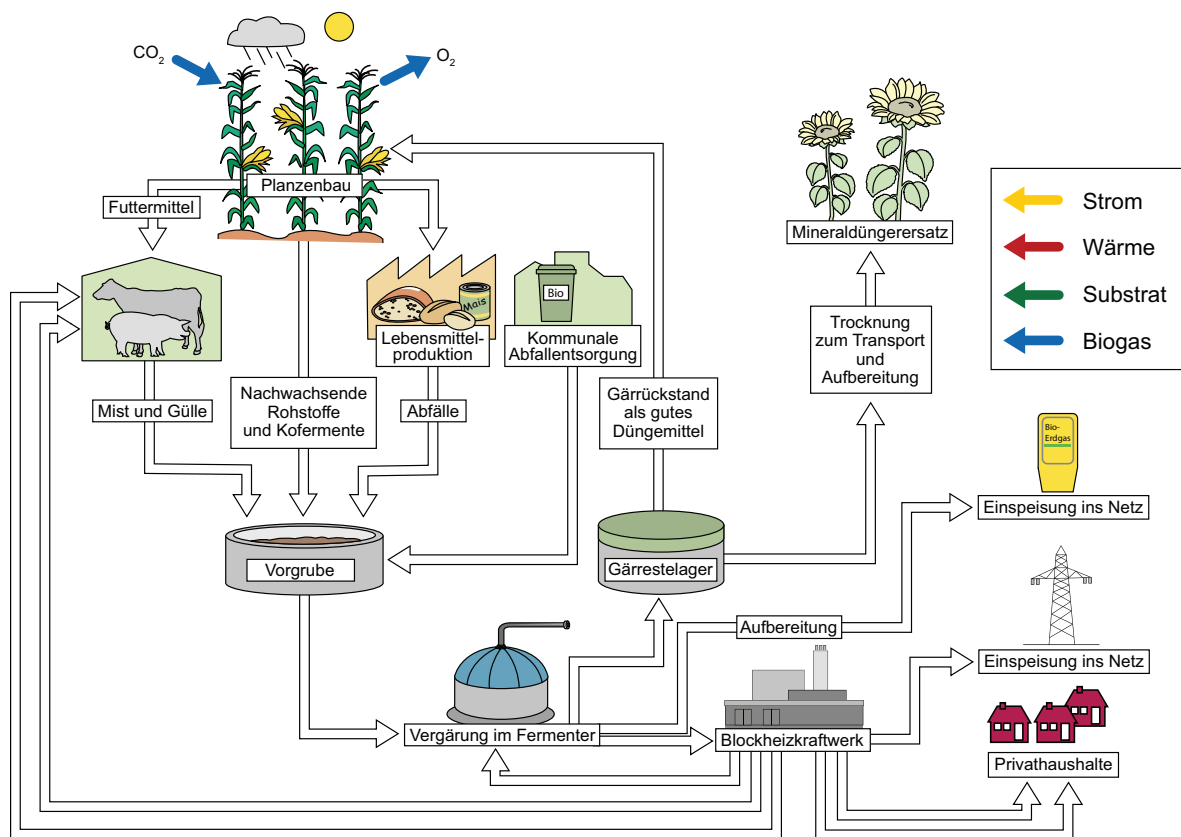 CO₂
O₂
Planzenbau
Futtermittel
Bio
Mais
Lebensmittel-
produktion
Kommunale
Abfallentsorgung
Mineraldüngerersatz
Strom
Wärme
Substrat
Biogas
Trocknung
zum Transport
und
Aufbereitung
Mist und Gülle
Nachwachsende
Rohstoffe
und Kofermente
Abfälle
Gärrückstand
als gutes
Düngemittel
Bio-
Erdgas
Einspeisung ins Netz
Vorgrube
Gärrestelager
Aufbereitung
Einspeisung ins Netz
Vergärung im Fermenter
Blockheizkraftwerk
Privathaushalte